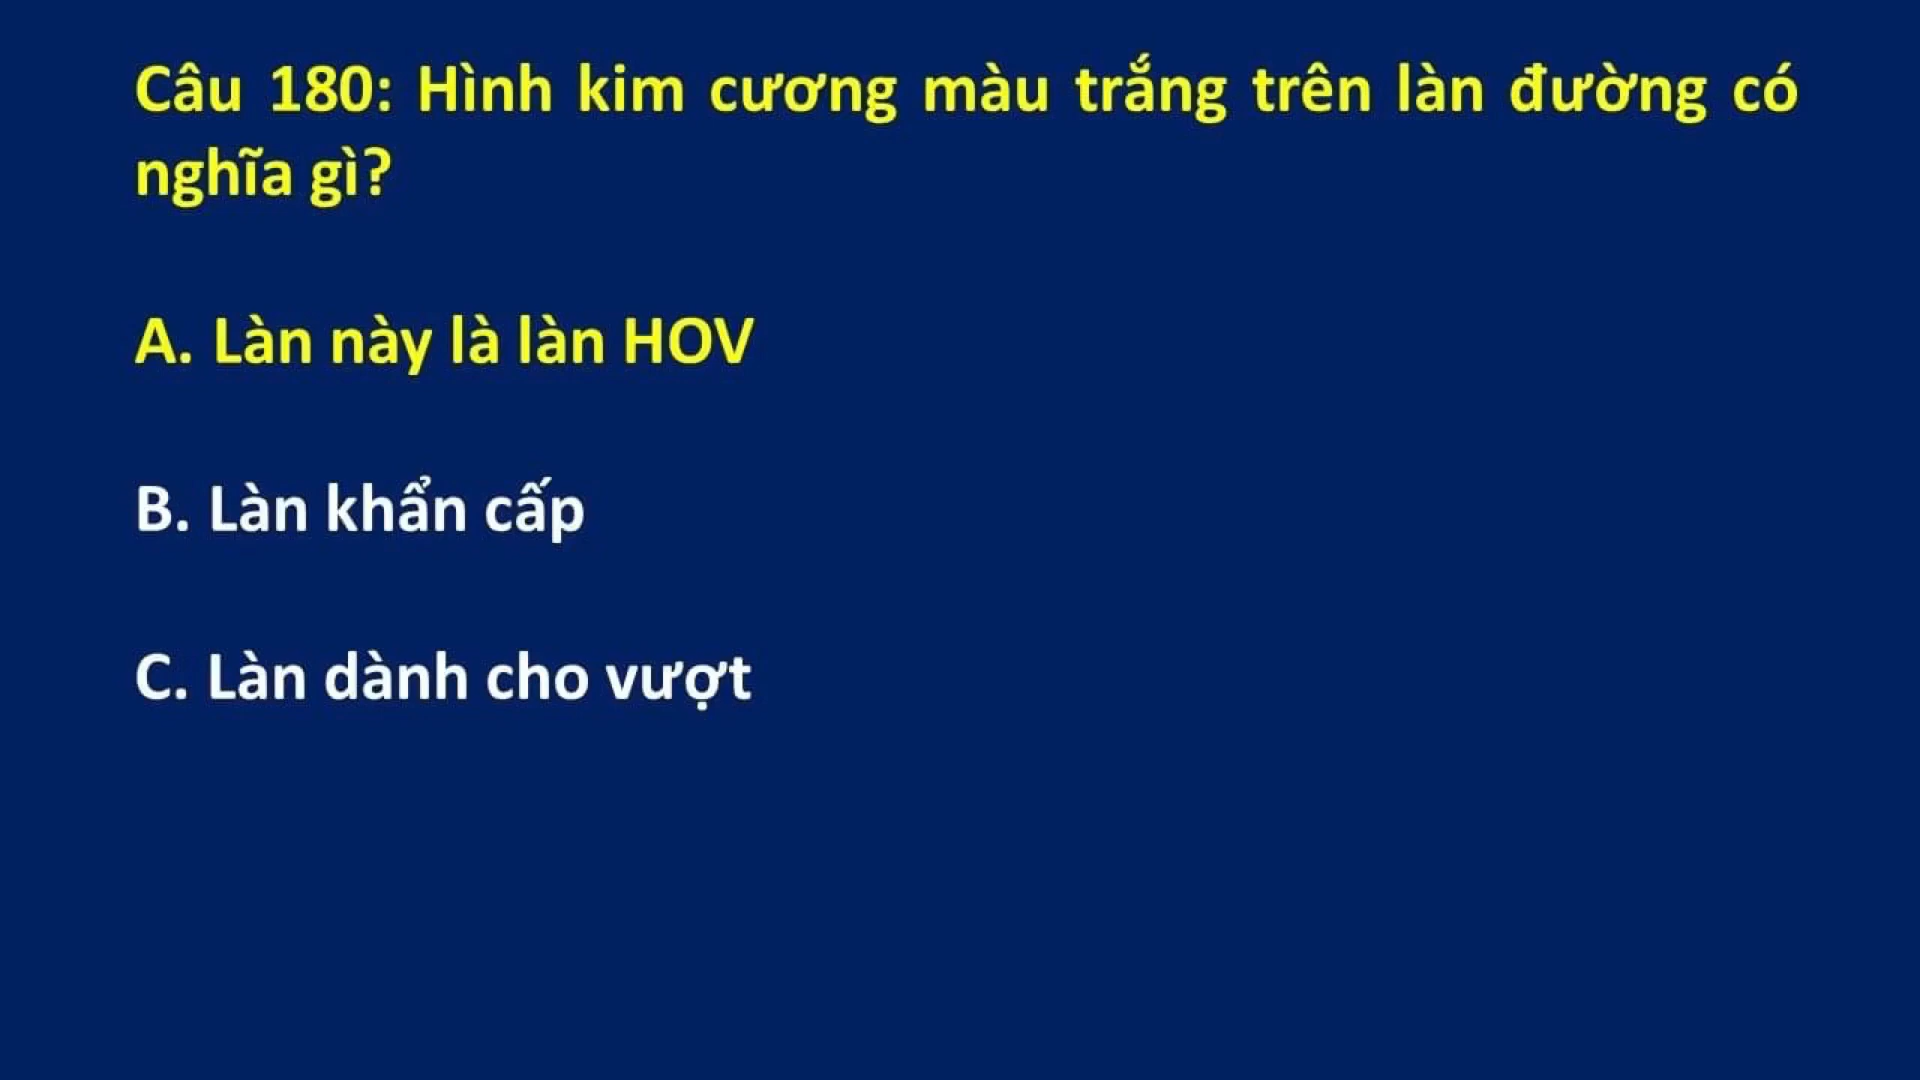 Câu 180: Hình kim cương màu trắng trên làn đường có
nghĩa gì?
A. Làn này là làn HOV
B. Làn khẩn cấp
C. Làn dành cho vượt